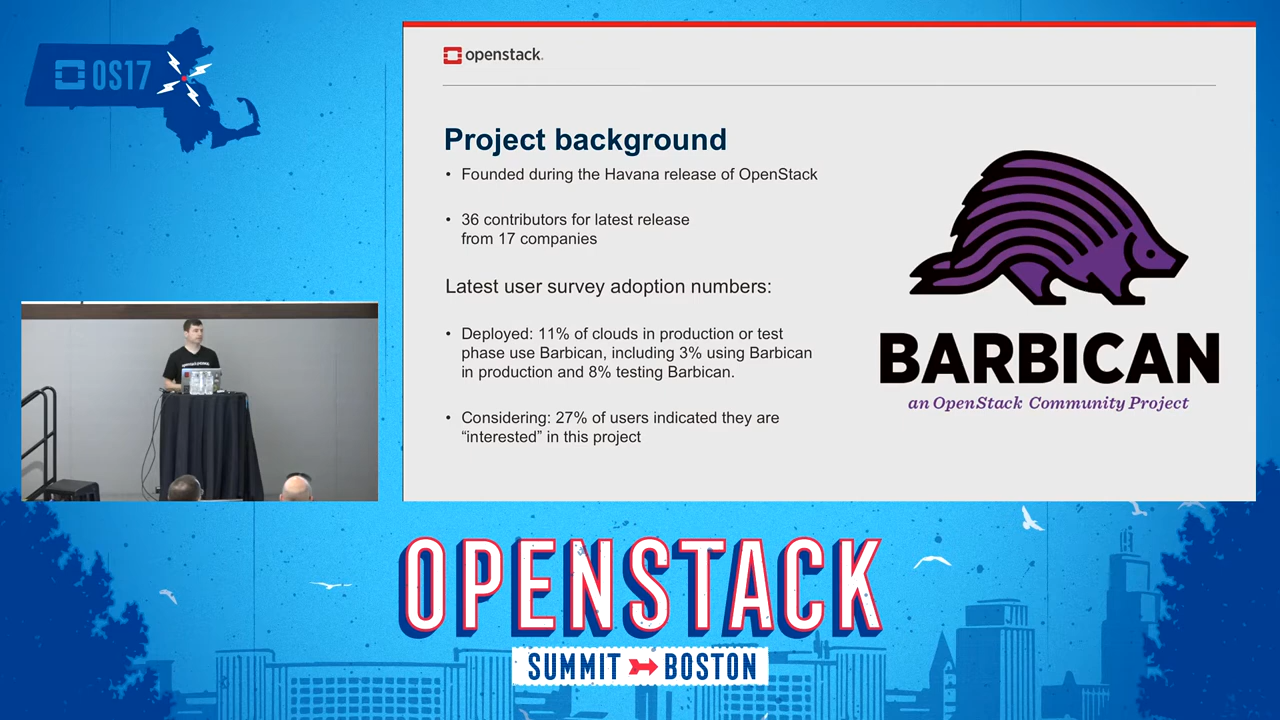 OS17
openstack.
Project background
• Founded during the Havana release of OpenStack
• 36 contributors for latest release
from 17 companies
Latest user survey adoption numbers:
• Deployed: 11% of clouds in production or test
phase use Barbican, including 3% using Barbican
in production and 8% testing Barbican.
• Considering: 27% of users indicated they are
“interested” in this project
BARBICAN
an OpenStack Community Project
OPENSTACK
SUMMIT BOSTON